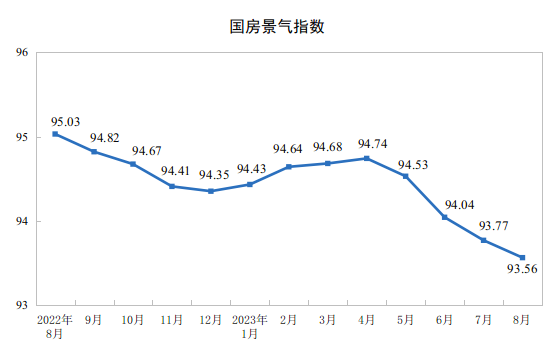 国房景气指数
96
95
94
93
95.03
94.82
94.67
94.41
94.35
94.43
94.64
94.68
94.74
94.53
94.04
93.77
93.56
2022年
8月
9月
10月
11月
12月
2023年
1月
2月
3月
4月
5月
6月
7月
8月